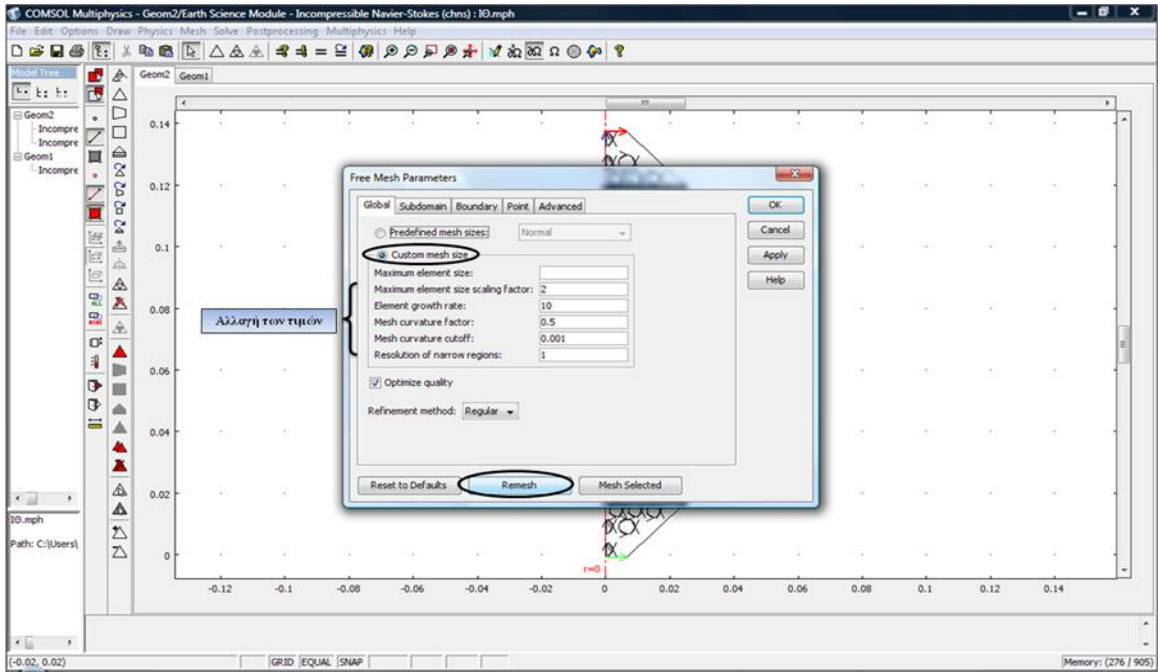 COMSOL Multiphysics - Geom2/Earth Science Module - Incompressible Navier-Stokes (chns) : ΙΘ.mph
File Edit Options Draw Physics Mesh Solve Postprocessing Multiphysics Help
Model Tree
Geom2
Incompre
Incompre
Geom1
Incompre
Geom2 Geom1
0.14
0.12
0.1
0.08
0.06
0.04
0.02
0
Αλλαγή των τιμών
Free Mesh Parameters
Global Subdomain Boundary Point Advanced
Predefined mesh sizes: Normal
Custom mesh size
Maximum element size:
Maximum element size scaling factor: 2
Element growth rate: 10
Mesh curvature factor: 0.5
Mesh curvature cutoff: 0.001
Resolution of narrow regions: 1
Optimize quality
Refinement method: Regular
Reset to Defaults Remesh Mesh Selected
OK
Cancel
Apply
Help
r=0
-0.12 -0.1 -0.08 -0.06 -0.04 -0.02 0 0.02 0.04 0.06 0.08 0.1 0.12 0.14
ΙΘ.mph
Path: C:\Users\
(-0.02, 0.02) GRID EQUAL SNAP Memory: (276 / 905)